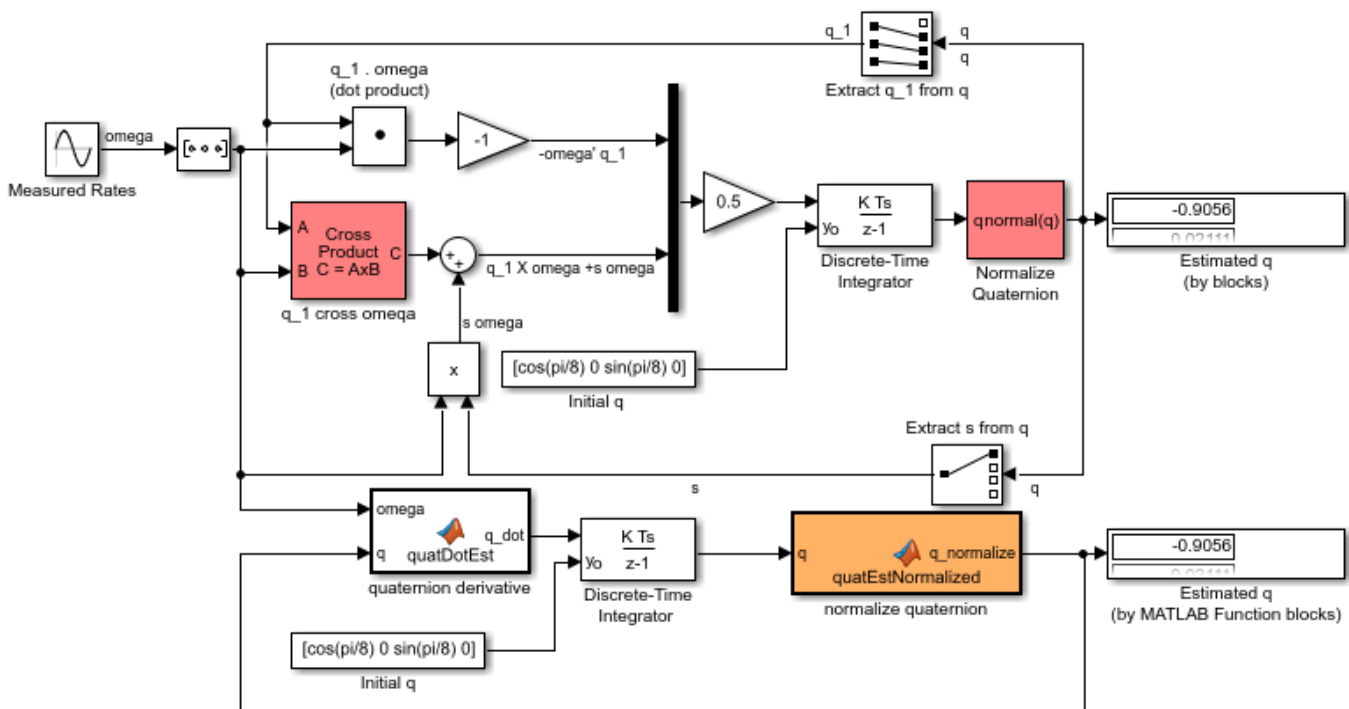 q_1
q
q
Extract q_1 from q
q_1 . omega
(dot product)
omega
Measured Rates
-1
-omega' q_1
A
B
Cross
Product
C = AxB
C
q_1 cross omeqa
+
+
q_1 X omega +s omega
s omega
x
0.5
yo
K Ts
z-1
Discrete-Time
Integrator
qnormal(q)
Normalize
Quaternion
-0.9056
0.02111
Estimated q
(by blocks)
[cos(pi/8) 0 sin(pi/8) 0]
Initial q
Extract s from q
s
q
omega
q
q_dot
quatDotEst
quaternion derivative
yo
K Ts
z-1
Discrete-Time
Integrator
q
q_normalize
quatEstNormalized
normalize quaternion
-0.9056
0.02111
Estimated q
(by MATLAB Function blocks)
[cos(pi/8) 0 sin(pi/8) 0]
Initial q